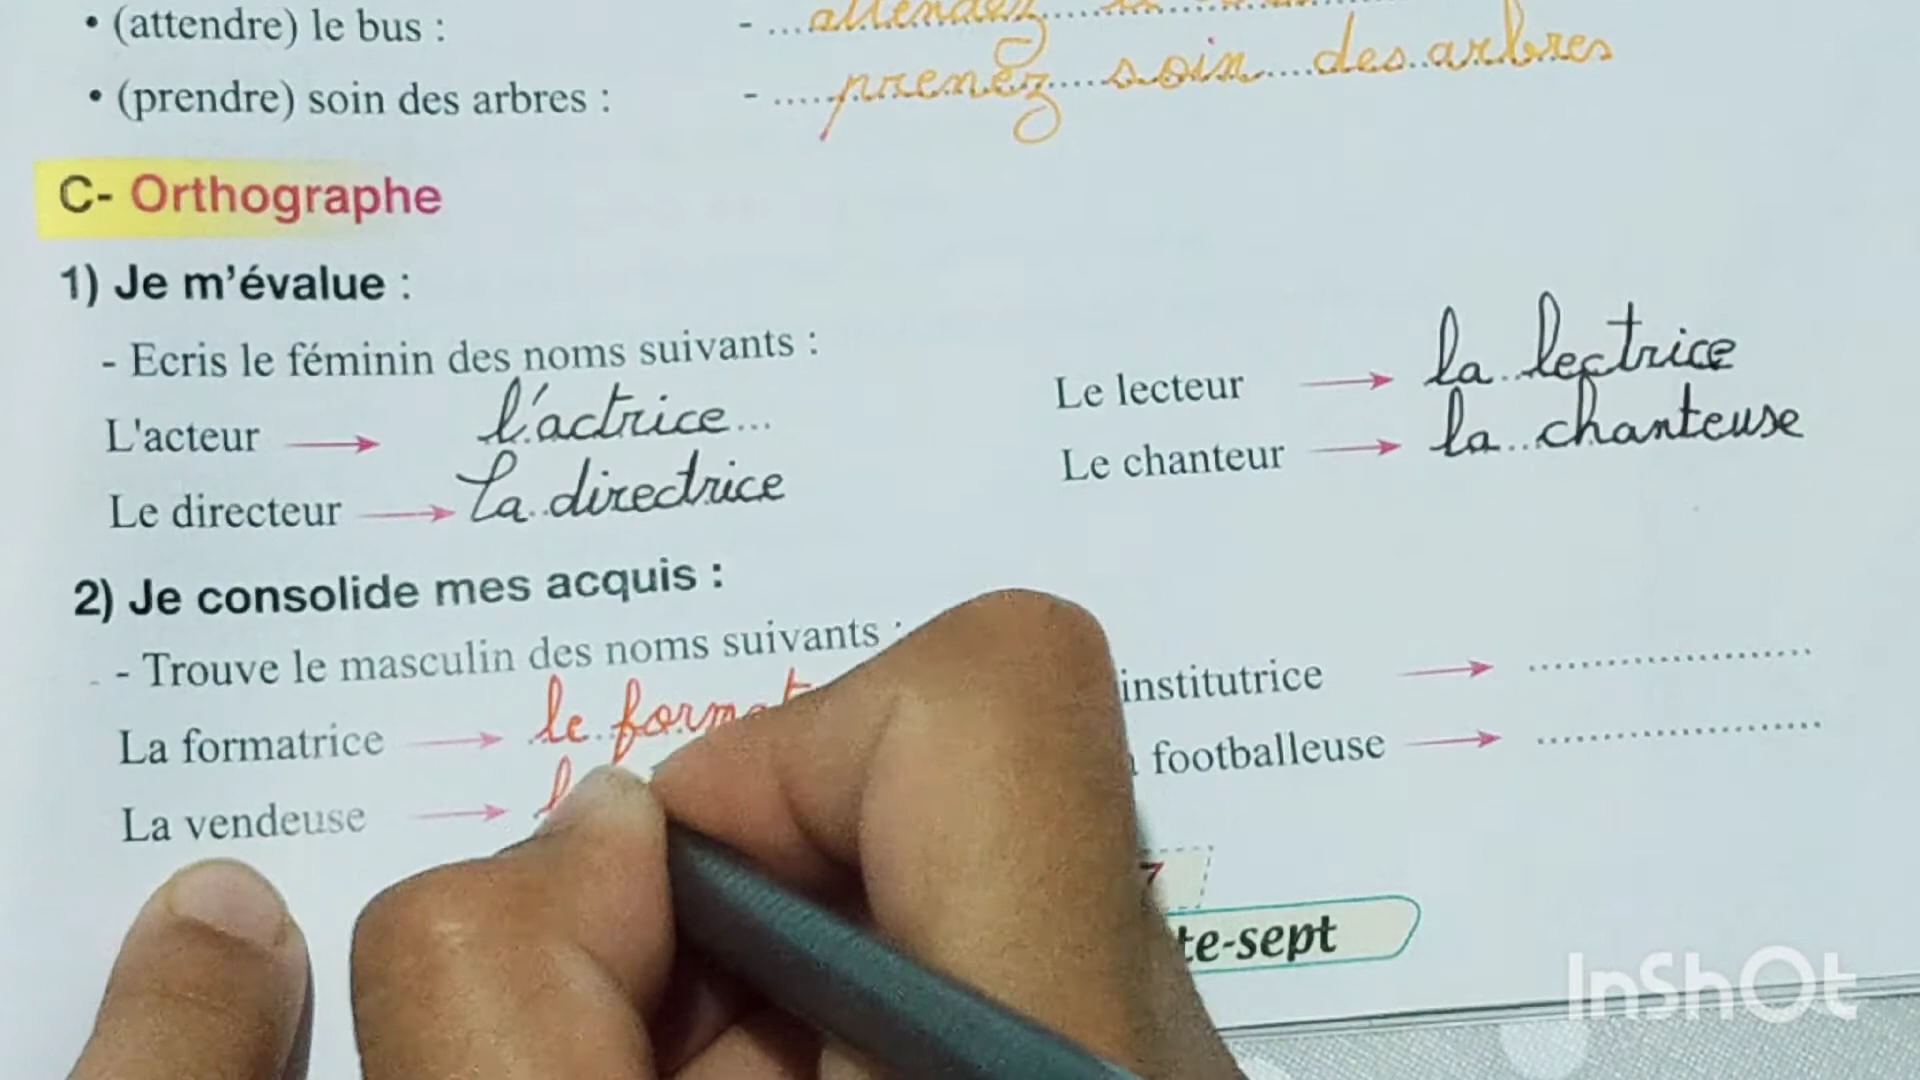 • (attendre) le bus :
- ... attendez
• (prendre) soin des arbres :
- ... prenez soin des arbres
C- Orthographe
1) Je m'évalue :
- Ecris le féminin des noms suivants :
L'acteur → l'actrice
Le directeur → La directrice
Le lecteur → la lectrice
Le chanteur → la chanteuse
2) Je consolide mes acquis :
- Trouve le masculin des noms suivants :
La formatrice → le format
La vendeuse → l
institutrice → ....................
footballeuse → ....................
7
te-sept
InShOt